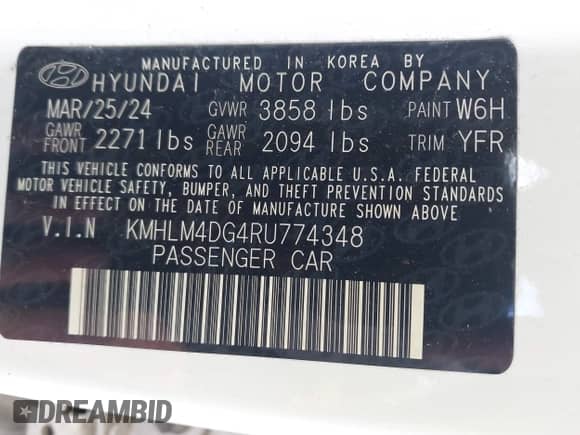 MANUFACTURED IN KOREA BY
HYUNDAI MOTOR COMPANY
MAR/25/24 GVWR 3858 lbs PAINT W6H
GAWR FRONT 2271 lbs GAWR REAR 2094 lbs TRIM YFR
THIS VEHICLE CONFORMS TO ALL APPLICABLE U.S.A. FEDERAL
MOTOR VEHICLE SAFETY, BUMPER, AND THEFT PREVENTION STANDARDS
IN EFFECT ON THE DATE OF MANUFACTURE SHOWN ABOVE
V.I.N KMHLM4DG4RU774348
PASSENGER CAR
DREAMBID